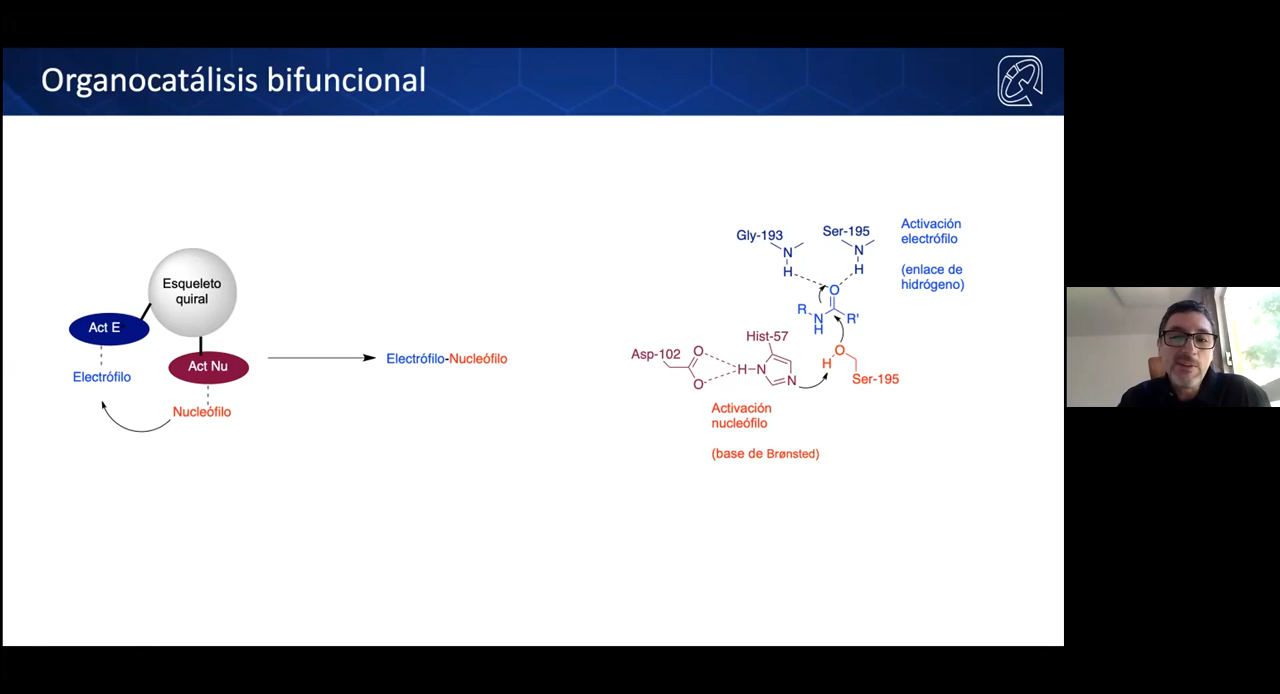 Organocatálisis bifuncional
Esqueleto
quiral
Act E
Act Nu
Electrófilo
Nucleófilo
Electrófilo-Nucleófilo
Gly-193
Ser-195
N
N
H
H
O
R
N
H
R'
Activación
electrófilo
(enlace de
hidrógeno)
Asp-102
O
O
Hist-57
H
N
N
O
H
Ser-195
Activación
nucleófilo
(base de Brønsted)